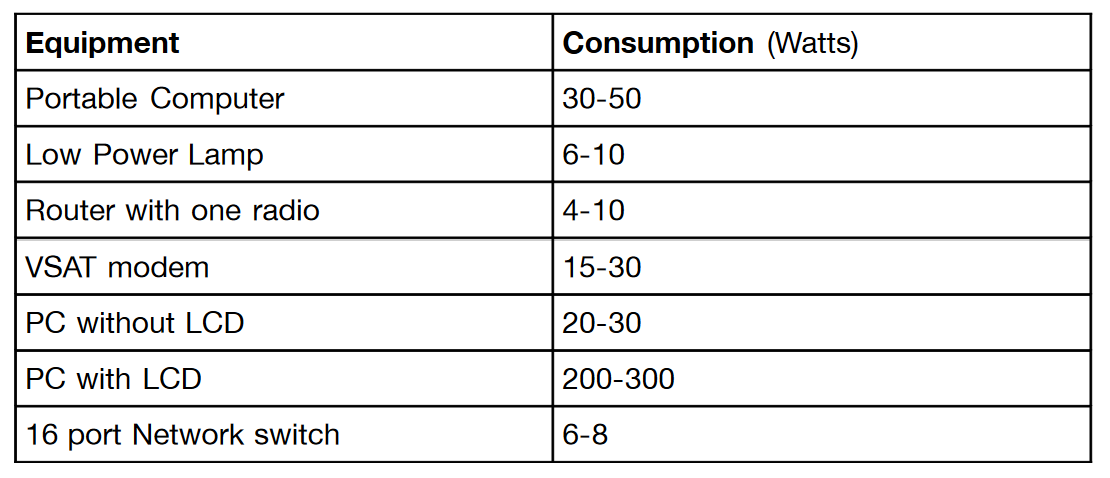 Equipment Consumption (Watts)
Portable Computer 30-50
Low Power Lamp 6-10
Router with one radio 4-10
VSAT modem 15-30
PC without LCD 20-30
PC with LCD 200-300
16 port Network switch 6-8